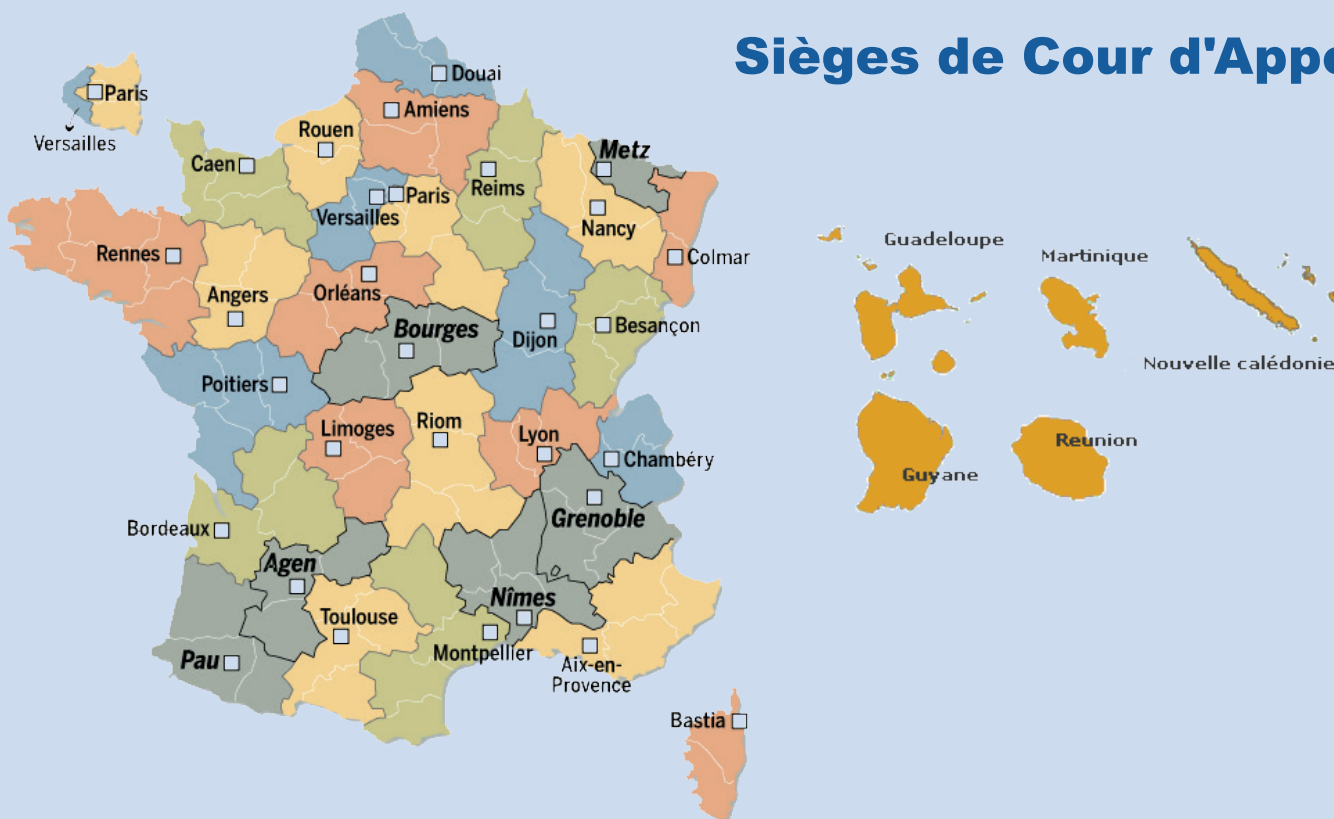 Sièges de Cour d'Appe
Douai
Paris
Versailles
Amiens
Rouen
Caen
Metz
Reims
Paris
Versailles
Nancy
Rennes
Colmar
Orléans
Angers
Bourges
Besançon
Dijon
Poitiers
Riom
Limoges
Lyon
Chambéry
Grenoble
Bordeaux
Agen
Nîmes
Toulouse
Montpellier
Pau
Aix-en-
Provence
Bastia
Guadeloupe
Martinique
Nouvelle calédonie
Reunion
Guyane